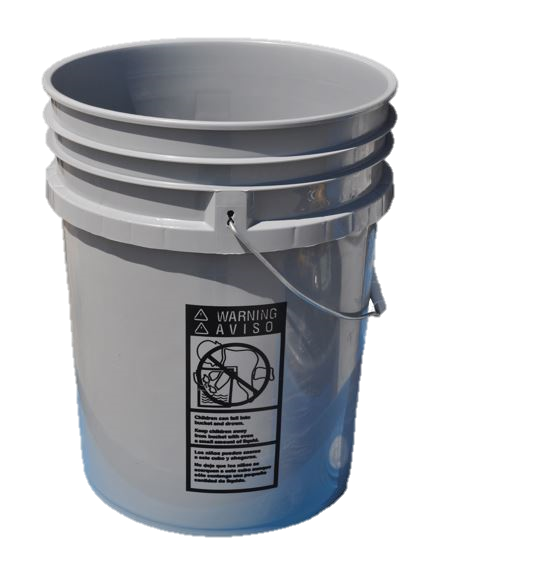 WARNING
AVISO
Children can fall into
bucket and drown.
Keep children away
from bucket with even
a small amount of liquid.
Los niños pueden caerse
a este cubo y ahogarse.
No deje que los niños se
acerquen a este cubo aunque
sólo contenga una pequeña
cantidad de líquido.